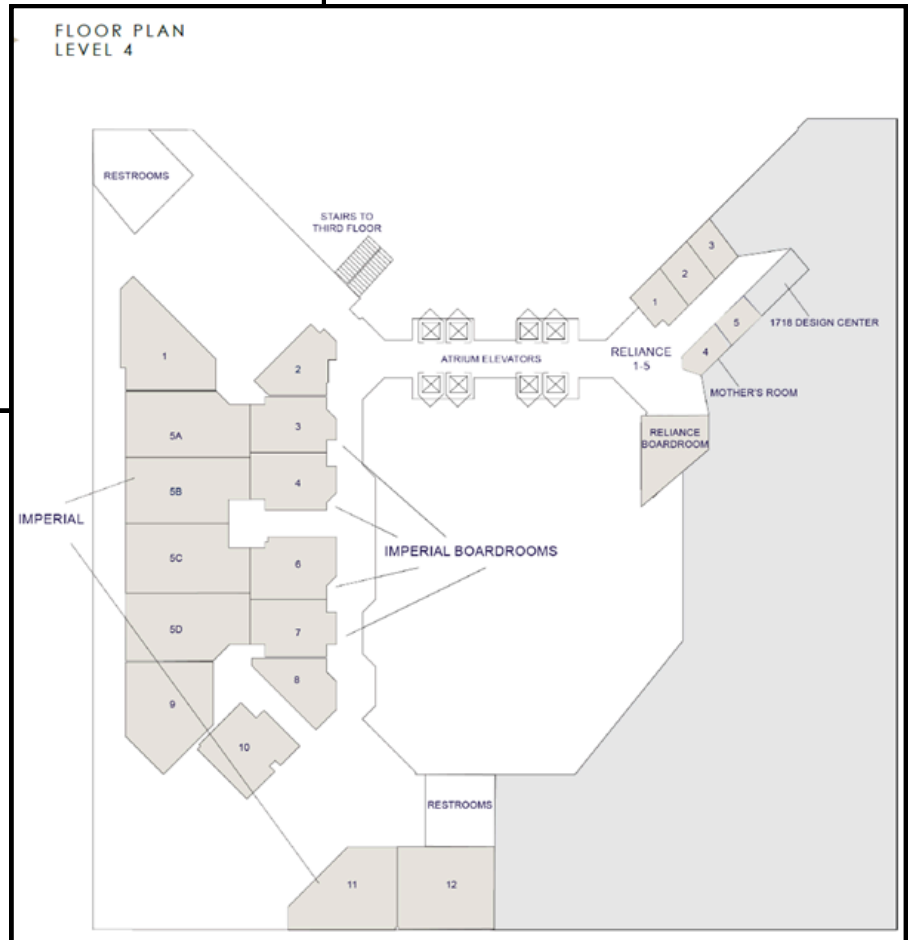 FLOOR PLAN
LEVEL 4
RESTROOMS
STAIRS TO
THIRD FLOOR
3
2
1
1718 DESIGN CENTER
5
4
MOTHER'S ROOM
ATRIUM ELEVATORS
RELIANCE
1-5
RELIANCE
BOARDROOM
1
2
3
5A
4
5B
IMPERIAL
IMPERIAL BOARDROOMS
5C
6
5D
7
8
9
10
RESTROOMS
11
12